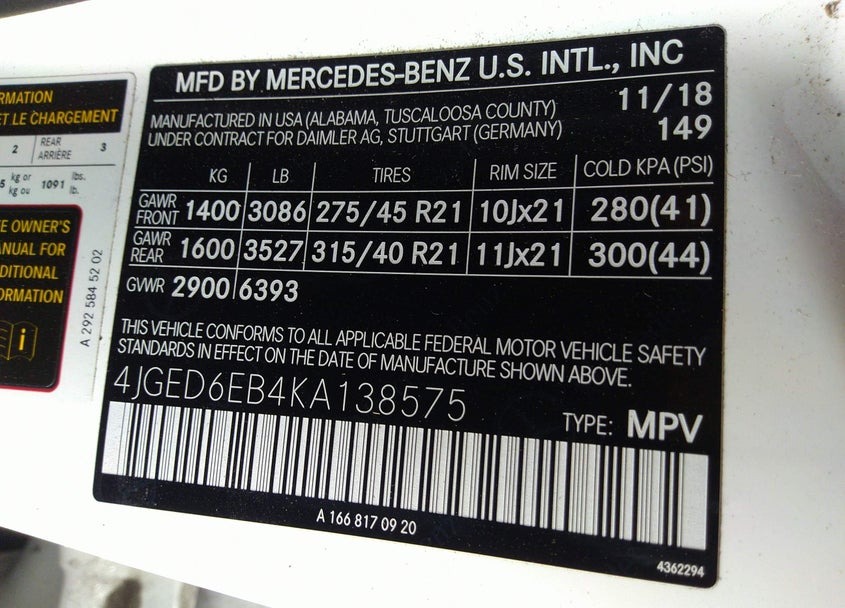 RMATION
ET LE CHARGEMENT
2 REAR ARRIÈRE 3
5 kg or kg ou 1091 lbs. lb.
E OWNER'S
ANUAL FOR
DITIONAL
ORMATION
A 292 584 52 02
MFD BY MERCEDES-BENZ U.S. INTL., INC
MANUFACTURED IN USA (ALABAMA, TUSCALOOSA COUNTY) 11/18
UNDER CONTRACT FOR DAIMLER AG, STUTTGART (GERMANY) 149
KG LB TIRES RIM SIZE COLD KPA (PSI)
GAWR FRONT 1400 3086 275/45 R21 10Jx21 280(41)
GAWR REAR 1600 3527 315/40 R21 11Jx21 300(44)
GVWR 2900 6393
THIS VEHICLE CONFORMS TO ALL APPLICABLE FEDERAL MOTOR VEHICLE SAFETY
STANDARDS IN EFFECT ON THE DATE OF MANUFACTURE SHOWN ABOVE.
4JGED6EB4KA138575
TYPE: MPV
A 166 817 09 20
4362294